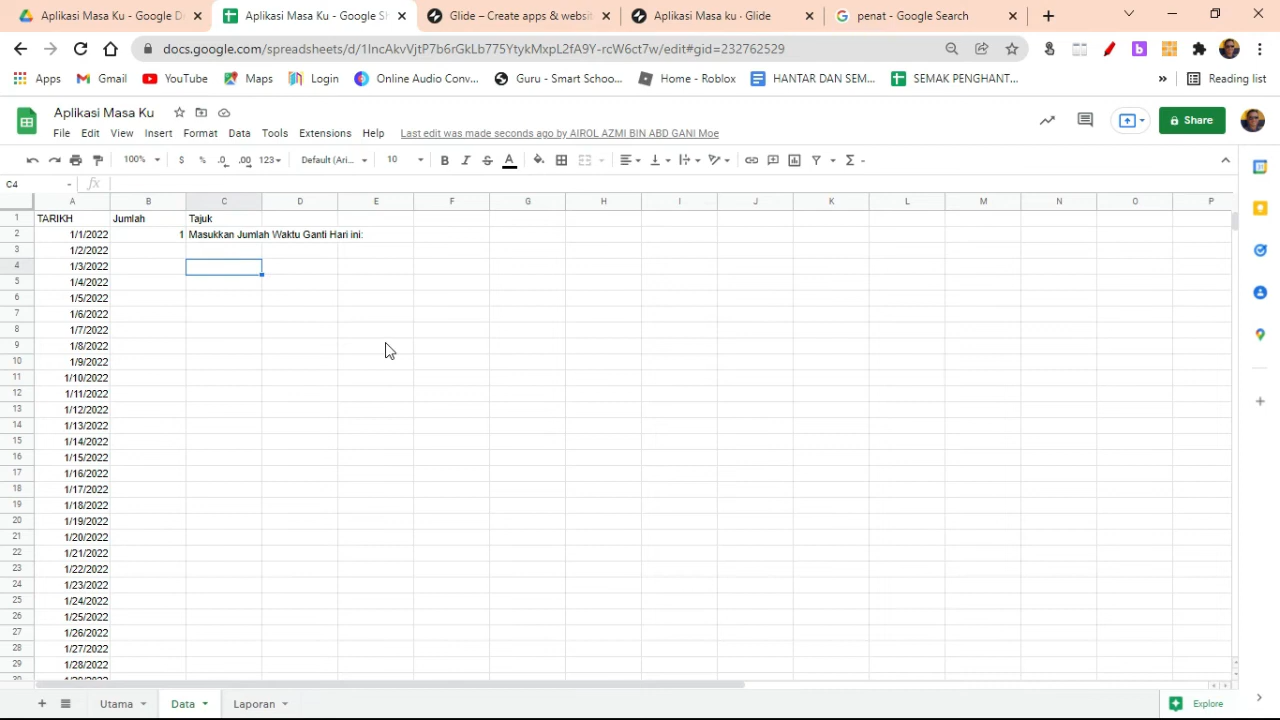 Aplikasi Masa Ku - Google D
Aplikasi Masa Ku - Google Sh
Glide – Create apps & websit
Aplikasi Masa ku · Glide
penat - Google Search
docs.google.com/spreadsheets/d/1lncAkvVjtP7D6rGkLb775YtyAMxpL2fA9Y-rcW6ct7w/edit#gid=232762529
Apps
Gmail
YouTube
Maps
Login
Online Audio Conv...
Guru - Smart Schoo...
Home - Roblox
HANTAR DAN SEM...
SEMAK PENGHANT...
»
Reading list
Aplikasi Masa Ku
File Edit View Insert Format Data Tools Extensions Help
Last edit was made seconds ago by AIROL AZMI BIN ABD GANI Moe
Share
100% $ % .0 .00 123 Default (Ari... 10 B I S A
C4 fx
A B C D E F G H I J K L M N O P
1 TARIKH Jumlah Tajuk
2 1/1/2022 1 Masukkan Jumlah Waktu Ganti Hari ini:
3 1/2/2022
4 1/3/2022
5 1/4/2022
6 1/5/2022
7 1/6/2022
8 1/7/2022
9 1/8/2022
10 1/9/2022
11 1/10/2022
12 1/11/2022
13 1/12/2022
14 1/13/2022
15 1/14/2022
16 1/15/2022
17 1/16/2022
18 1/17/2022
19 1/18/2022
20 1/19/2022
21 1/20/2022
22 1/21/2022
23 1/22/2022
24 1/23/2022
25 1/24/2022
26 1/25/2022
27 1/26/2022
28 1/27/2022
29 1/28/2022
Utama
Data
Laporan
Explore